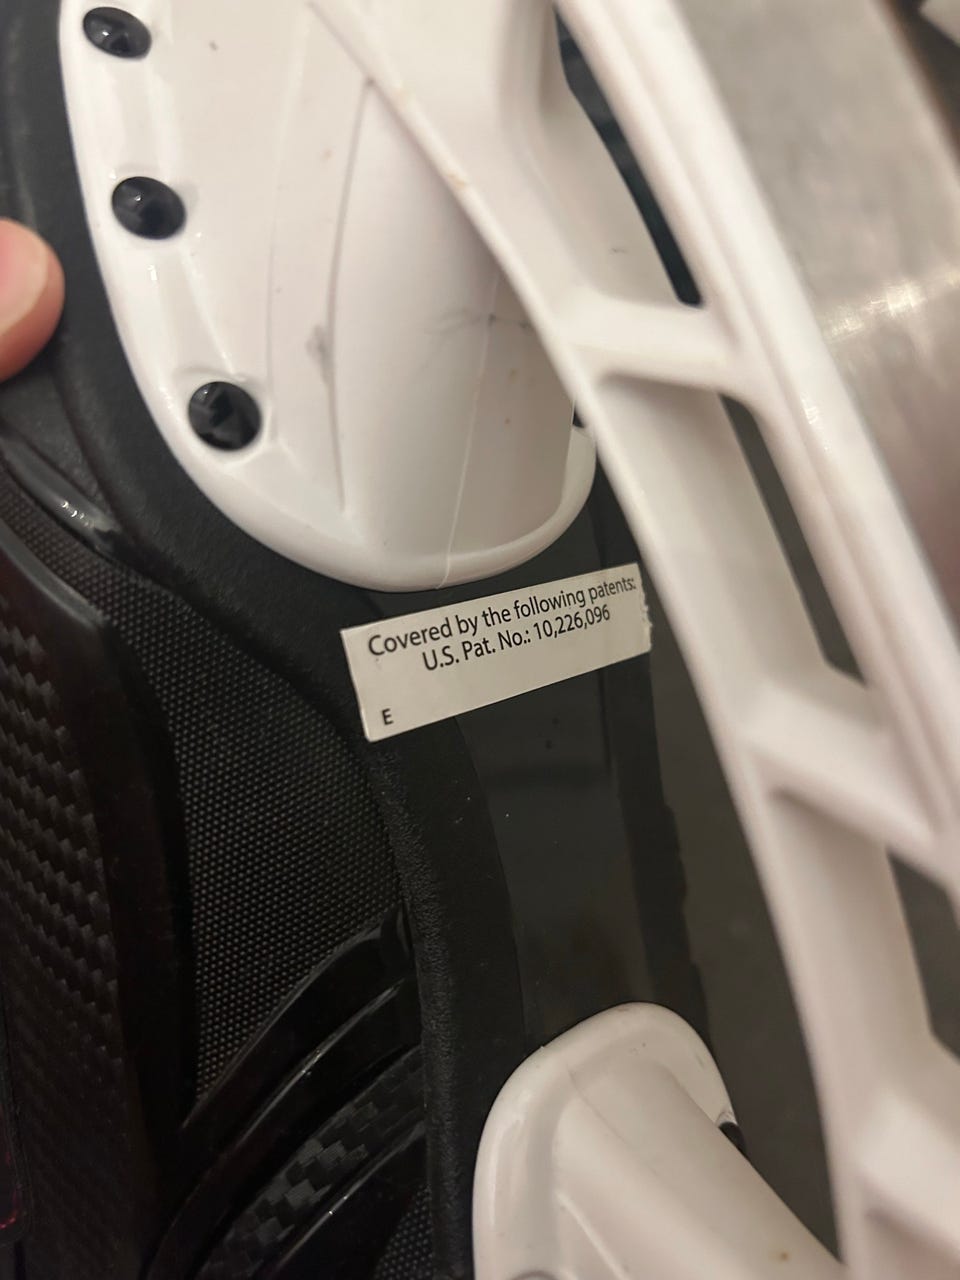 Covered by the following patents:
U.S. Pat. No.: 10,226,096
E